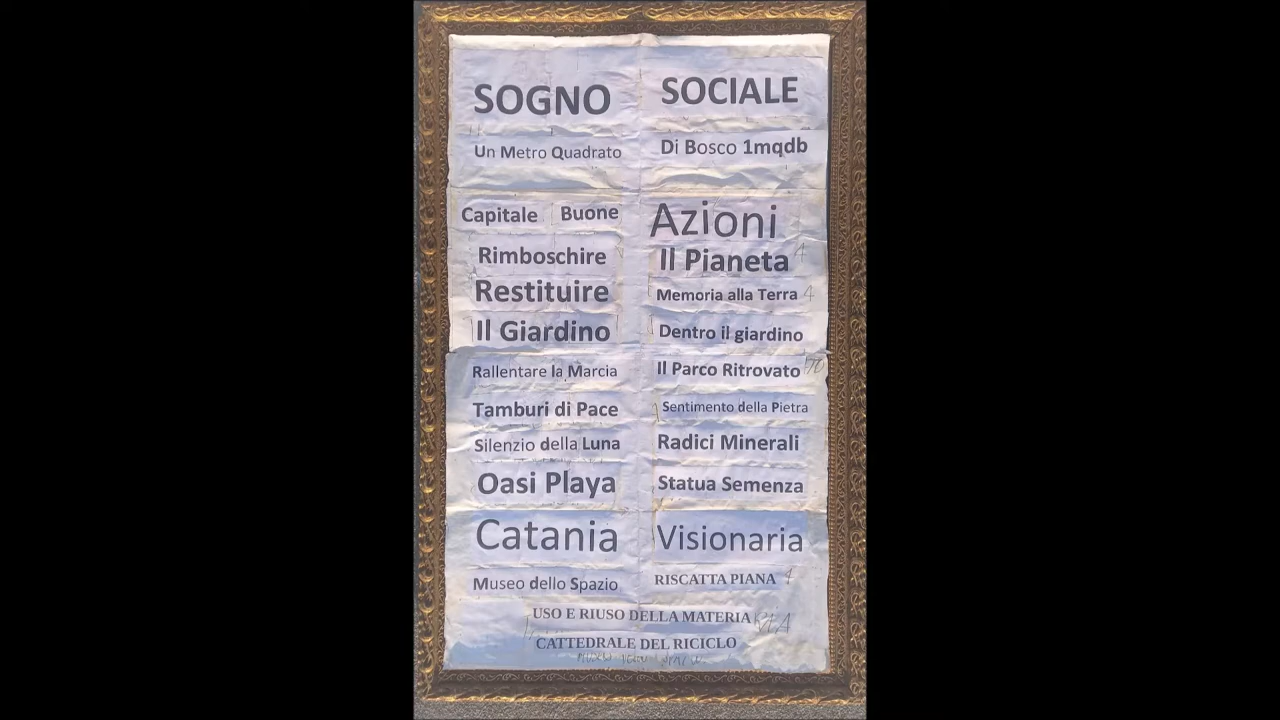 SOGNO SOCIALE
Un Metro Quadrato Di Bosco 1mqdb
Capitale Buone Azioni
Rimboschire Il Pianeta
Restituire Memoria alla Terra
Il Giardino Dentro il giardino
Rallentare la Marcia Il Parco Ritrovato
Tamburi di Pace Sentimento della Pietra
Silenzio della Luna Radici Minerali
Oasi Playa Statua Semenza
Catania Visionaria
Museo dello Spazio RISCATTA PIANA
USO E RIUSO DELLA MATERIA
CATTEDRALE DEL RICICLO